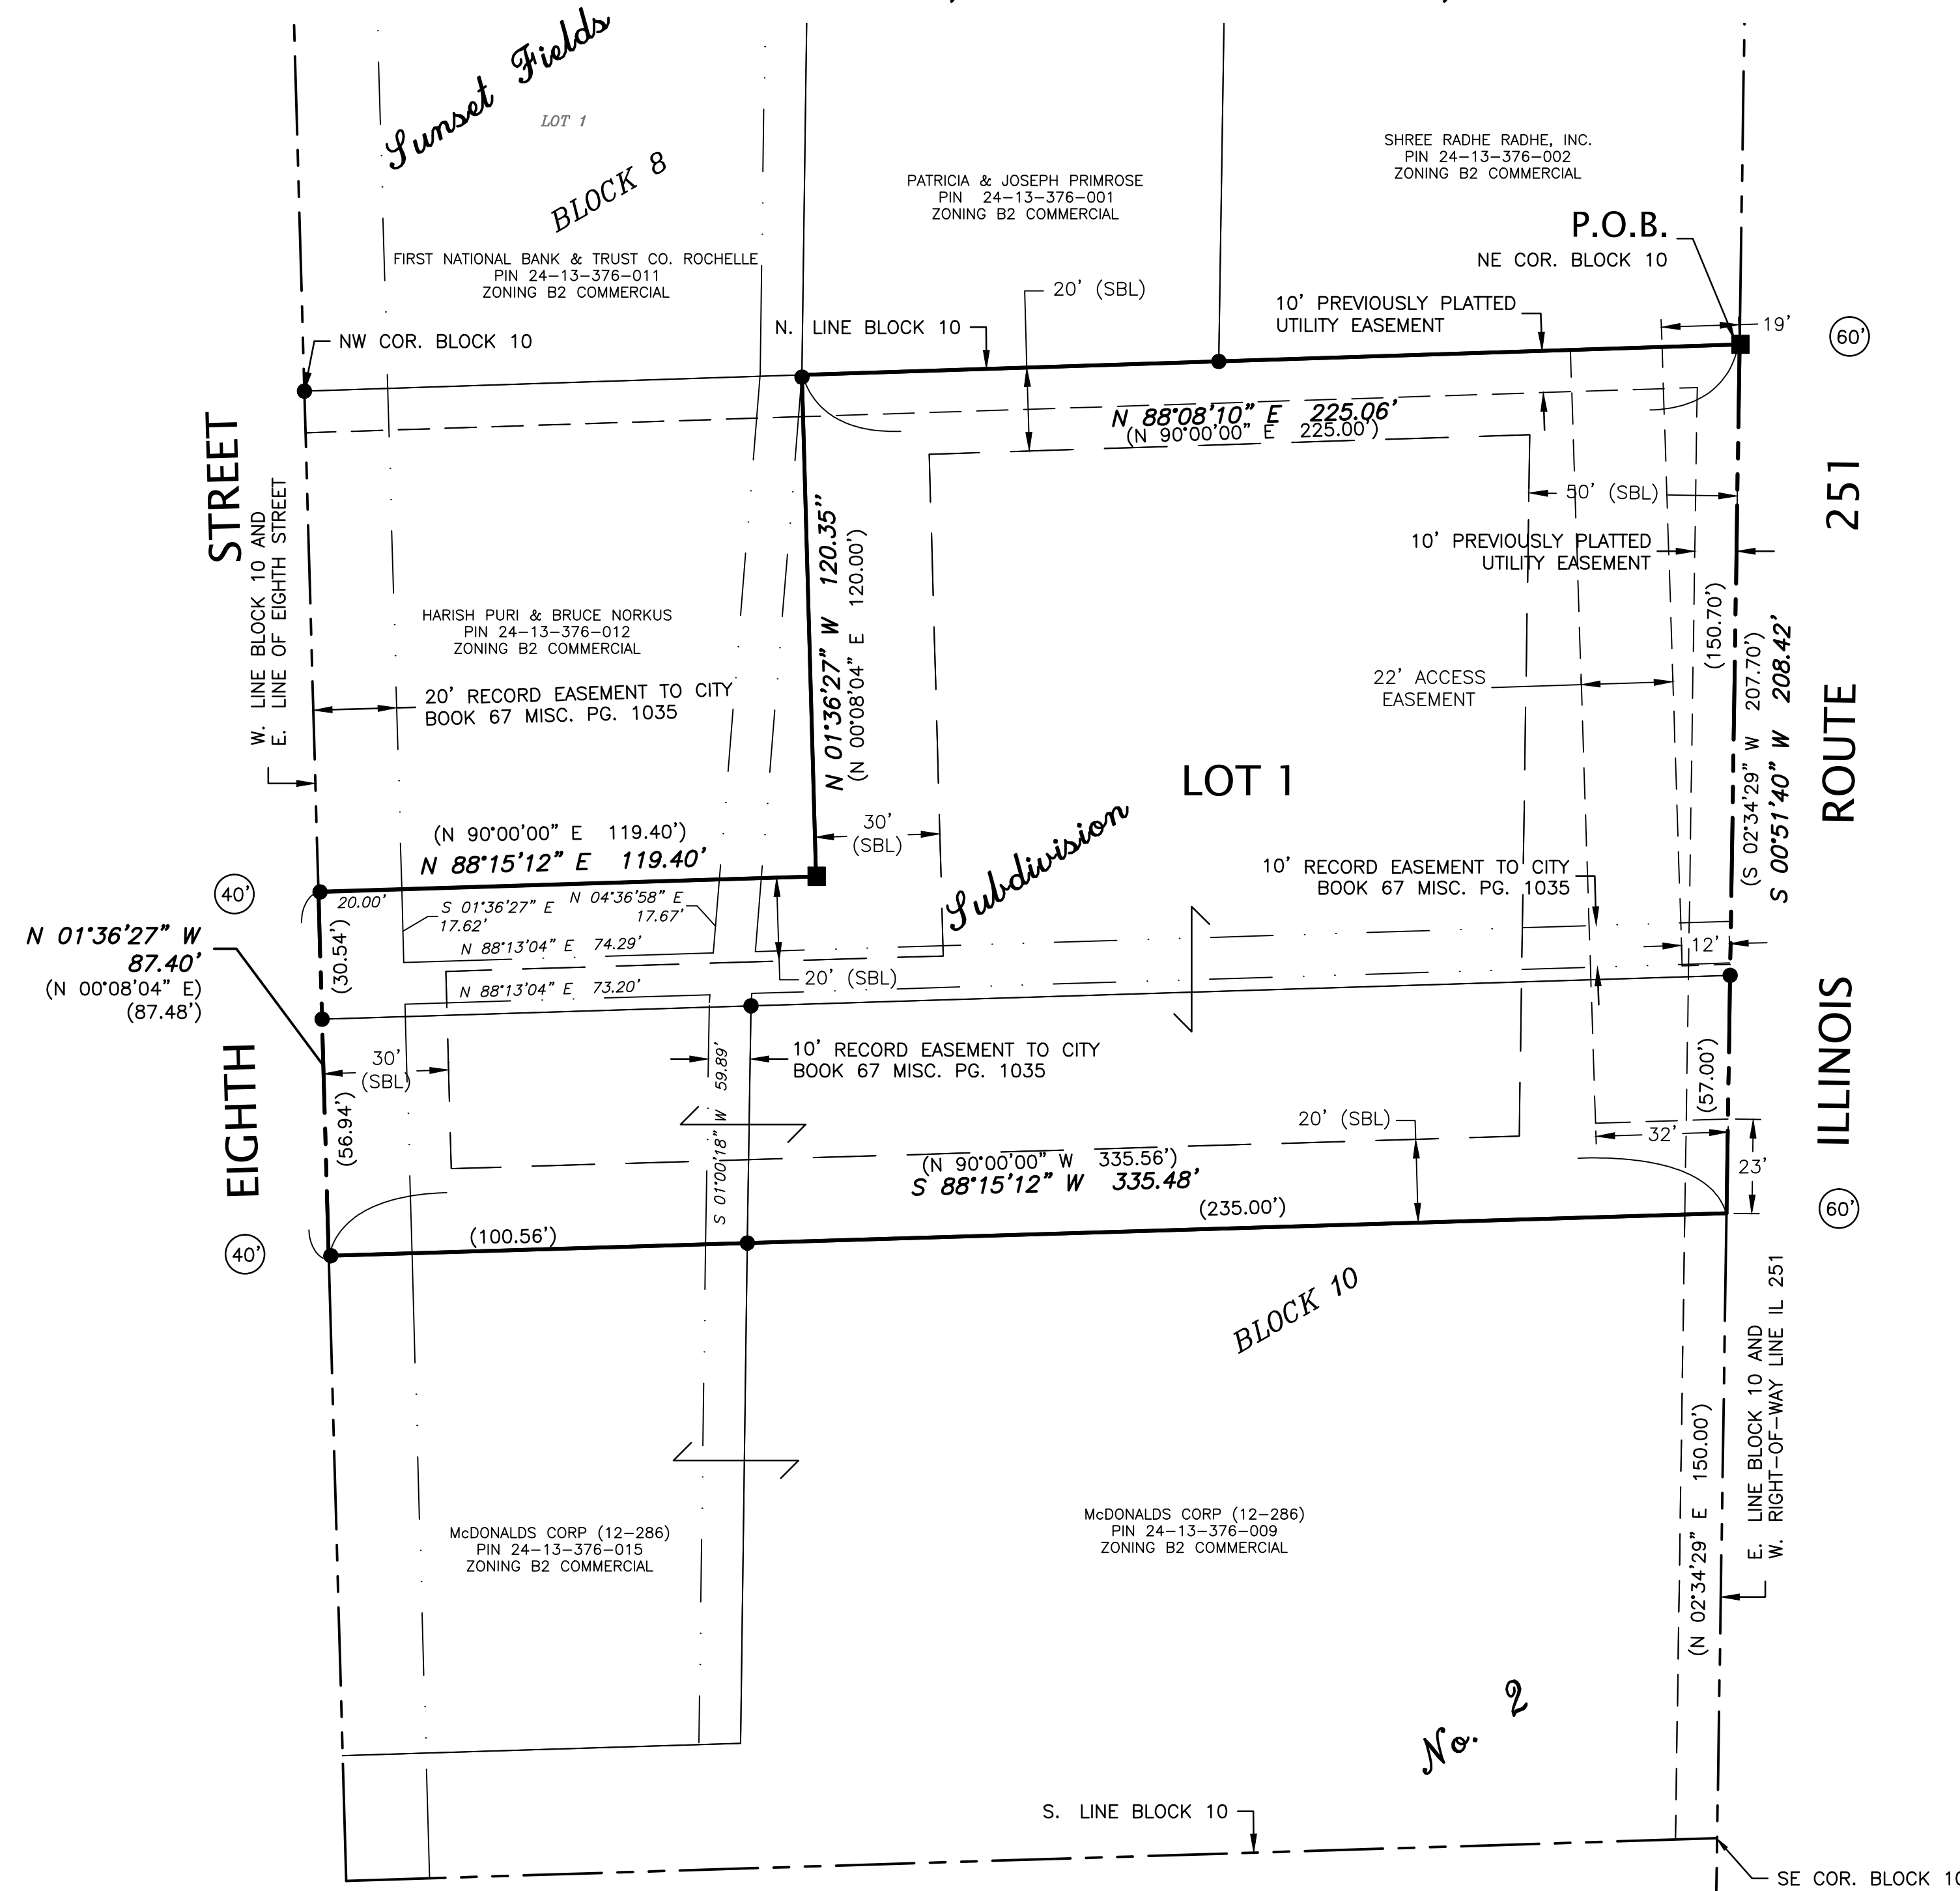 Sunset Fields
LOT 1
BLOCK 8
FIRST NATIONAL BANK & TRUST CO. ROCHELLE
PIN 24-13-376-011
ZONING B2 COMMERCIAL
PATRICIA & JOSEPH PRIMROSE
PIN 24-13-376-001
ZONING B2 COMMERCIAL
SHREE RADHE RADHE, INC.
PIN 24-13-376-002
ZONING B2 COMMERCIAL
P.O.B.
NE COR. BLOCK 10
20' (SBL)
10' PREVIOUSLY PLATTED
UTILITY EASEMENT
19'
60'
N. LINE BLOCK 10
NW COR. BLOCK 10
N 88°08'10" E 225.06'
(N 90°00'00" E 225.00')
50' (SBL)
10' PREVIOUSLY PLATTED
UTILITY EASEMENT
STREET
W. LINE BLOCK 10 AND
E. LINE OF EIGHTH STREET
N 01°36'27" W 120.35"
(N 00°08'04" E 120.00')
251
(150.70')
(S 02°34'29" W 207.70')
S 00°51'40" W 208.42'
HARISH PURI & BRUCE NORKUS
PIN 24-13-376-012
ZONING B2 COMMERCIAL
20' RECORD EASEMENT TO CITY
BOOK 67 MISC. PG. 1035
22' ACCESS
EASEMENT
ROUTE
LOT 1
Subdivision
30'
(SBL)
(N 90°00'00" E 119.40')
N 88°15'12" E 119.40'
10' RECORD EASEMENT TO CITY
BOOK 67 MISC. PG. 1035
40'
20.00'
S 01°36'27" E
17.62'
N 04°36'58" E
17.67'
N 88°13'04" E 74.29'
N 01°36'27" W
87.40'
(N 00°08'04" E)
(87.48')
(30.54')
12'
20' (SBL)
N 88°13'04" E 73.20'
30'
(SBL)
10' RECORD EASEMENT TO CITY
BOOK 67 MISC. PG. 1035
S 01°00'18" W 59.89'
(57.00')
ILLINOIS
EIGHTH
(56.94')
20' (SBL)
32'
23'
(N 90°00'00" W 335.56')
S 88°15'12" W 335.48'
(235.00')
(100.56')
40'
60'
BLOCK 10
E. LINE BLOCK 10 AND
W. RIGHT-OF-WAY LINE IL 251
(N 02°34'29" E 150.00')
McDONALDS CORP (12-286)
PIN 24-13-376-015
ZONING B2 COMMERCIAL
McDONALDS CORP (12-286)
PIN 24-13-376-009
ZONING B2 COMMERCIAL
No. 2
S. LINE BLOCK 10
SE COR. BLOCK 10